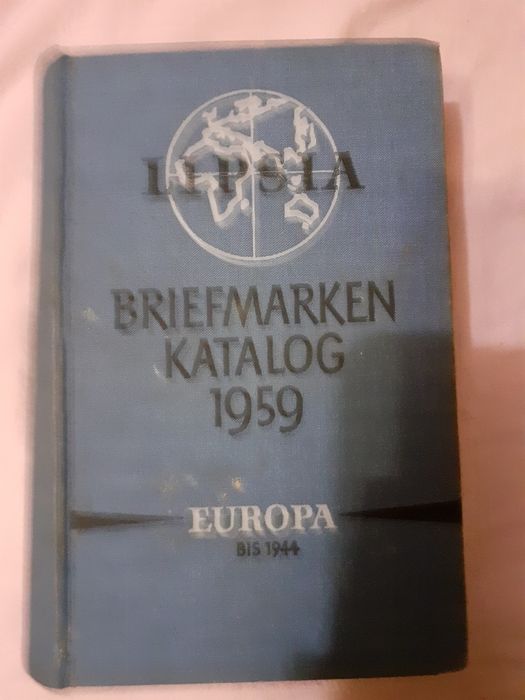 LIPSIA
BRIEFMARKEN
KATALOG
1959
EUROPA
BIS 1944